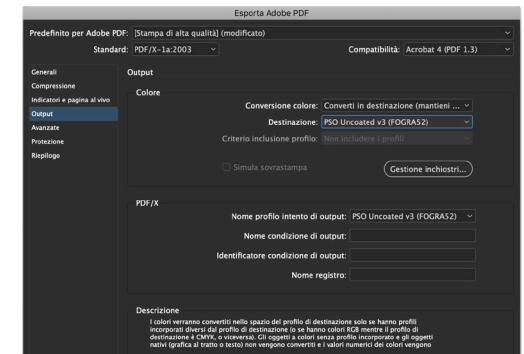 Esporta Adobe PDF
Predefinito per Adobe PDF: [Stampa di alta qualità] (modificato)
Standard: PDF/X-1a:2003 Compatibilità: Acrobat 4 (PDF 1.3)
Generali
Compressione
Indicatori e pagina al vivo
Output
Avanzate
Protezione
Riepilogo
Output
Colore
Conversione colore: Converti in destinazione (mantieni ...
Destinazione: PSO Uncoated v3 (FOGRA52)
Criterio inclusione profilo: Non includere i profili
Simula sovrastampa Gestione inchiostri...
PDF/X
Nome profilo intento di output: PSO Uncoated v3 (FOGRA52)
Nome condizione di output:
Identificatore condizione di output:
Nome registro:
Descrizione
I colori verranno convertiti nello spazio del profilo di destinazione solo se hanno profili
incorporati diversi dal profilo di destinazione (o se hanno colori RGB mentre il profilo di
destinazione è CMYK, o viceversa). Gli oggetti a colori senza profilo incorporato e gli oggetti
nativi (grafica al tratto o testo) non vengono convertiti e i valori numerici dei colori vengono